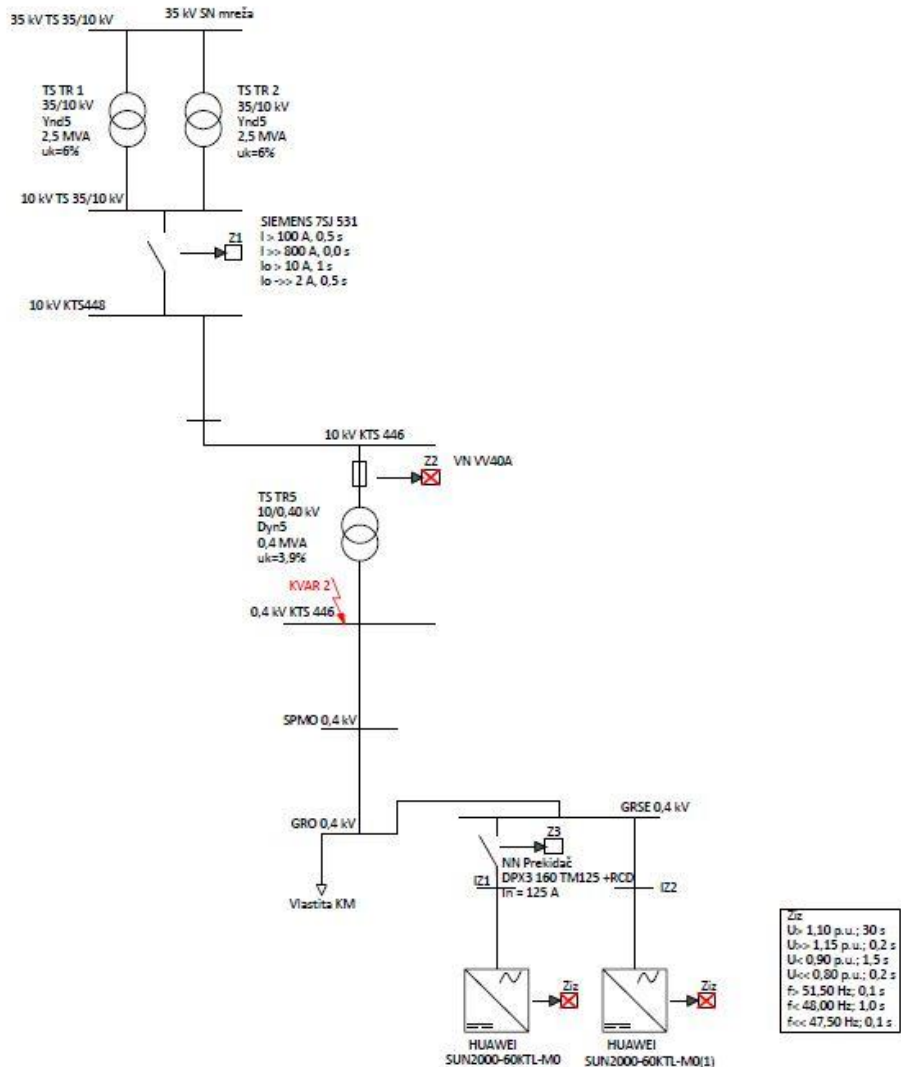 35 kV SN mreža
35 kV TS 35/10 kV
TS TR 1
35/10 kV
Ynd5
2,5 MVA
uk=6%
TS TR 2
35/10 kV
Ynd5
2,5 MVA
uk=6%
10 kV TS 35/10 kV
Z1
SIEMENS 7SJ 531
I > 100 A, 0,5 s
I >> 800 A, 0,0 s
Io > 10 A, 1 s
Io ->> 2 A, 0,5 s
10 kV KTS448
10 kV KTS 446
Z2
VN VV40A
TS TR5
10/0,40 kV
Dyn5
0,4 MVA
uk=3,9%
KVAR 2
0,4 kV KTS 446
SPMO 0,4 kV
GRO 0,4 kV
GRSE 0,4 kV
Z3
NN Prekidač
DPX3 160 TM125 +RCD
In = 125 A
IZ1
IZ2
Vlastita KM
Ziz
U> 1,10 p.u.; 30 s
U>> 1,15 p.u.; 0,2 s
U< 0,90 p.u.; 1,5 s
U<< 0,80 p.u.; 0,2 s
f> 51,50 Hz; 0,1 s
f< 48,00 Hz; 1,0 s
f<< 47,50 Hz; 0,1 s
Ziz
Ziz
HUAWEI
SUN2000-60KTL-M0
HUAWEI
SUN2000-60KTL-M0(1)